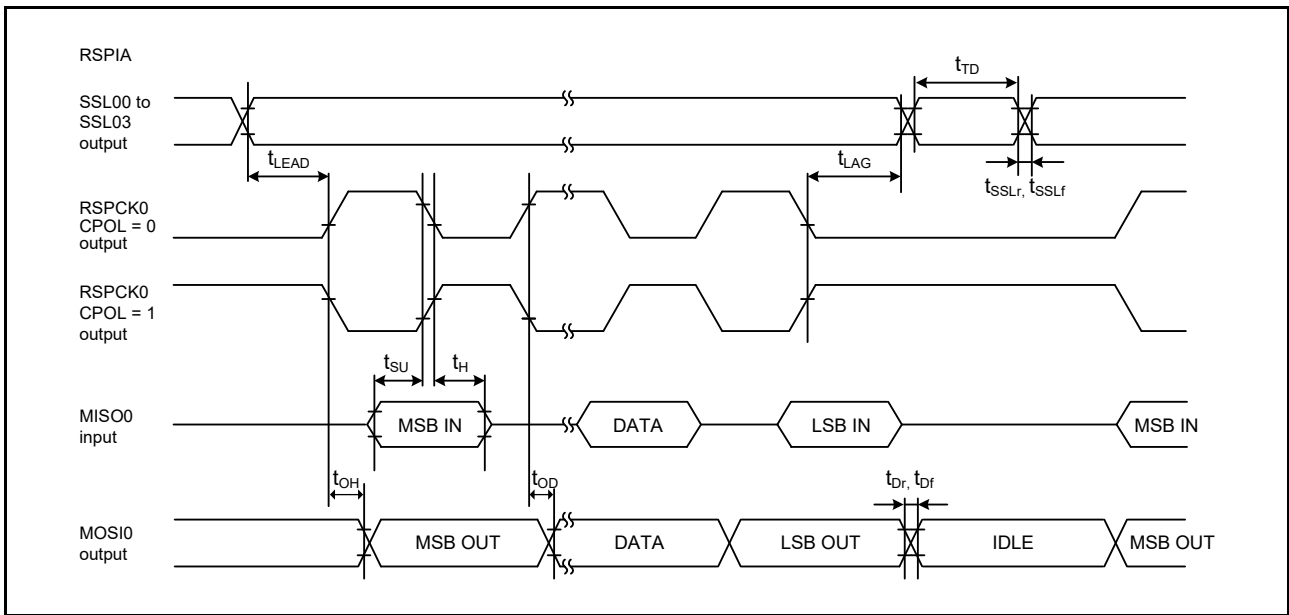 RSPIA
tTD
SSL00 to
SSL03
output
tLEAD
tLAG
tSSLr, tSSLf
RSPCK0
CPOL = 0
output
RSPCK0
CPOL = 1
output
tSU
tH
MISO0
input
MSB IN
DATA
LSB IN
MSB IN
tOH
tOD
tDr, tDf
MOSI0
output
MSB OUT
DATA
LSB OUT
IDLE
MSB OUT